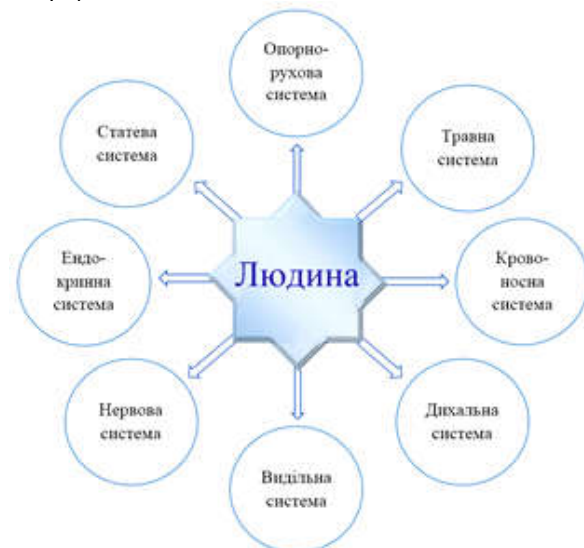 Опорно-
рухова
система
Статева
система
Травна
система
Ендо-
кринна
система
Людина
Крово-
носна
система
Нервова
система
Дихальна
система
Видільна
система